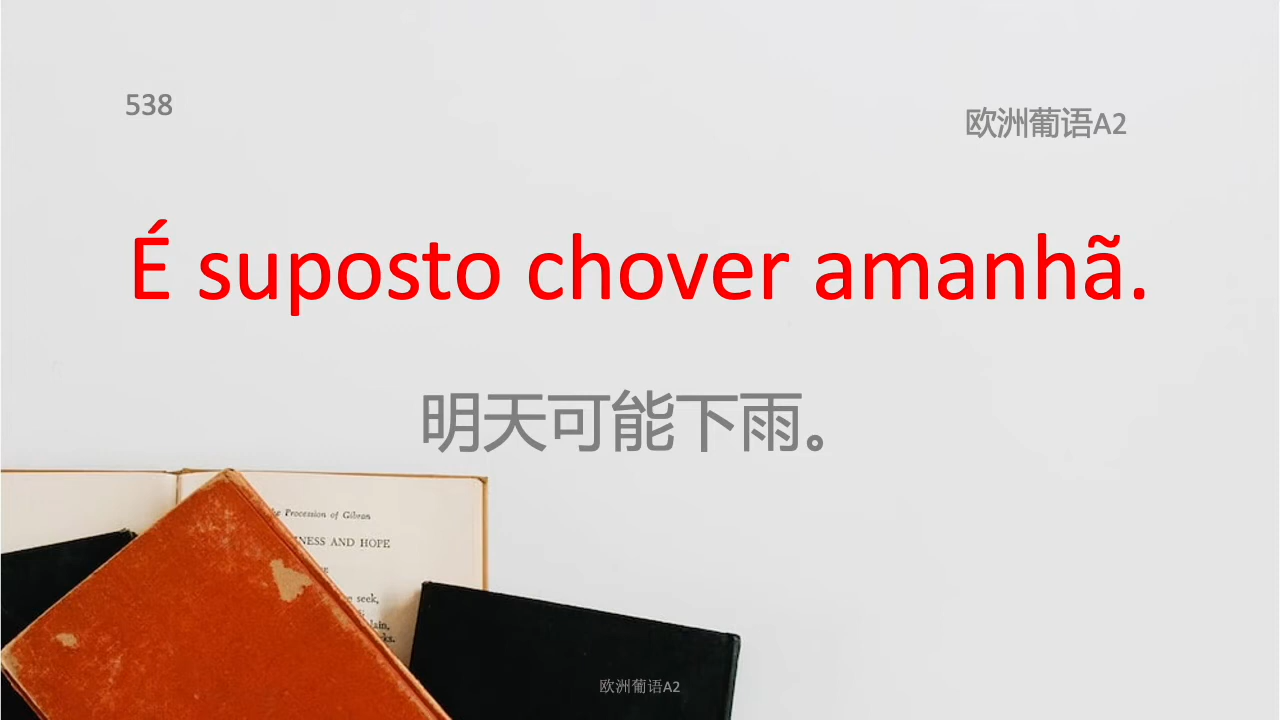 538
欧洲葡语A2
É suposto chover amanhã.
明天可能下雨。
Procession of Gibran
NESS AND HOPE
seek,
欧洲葡语A2